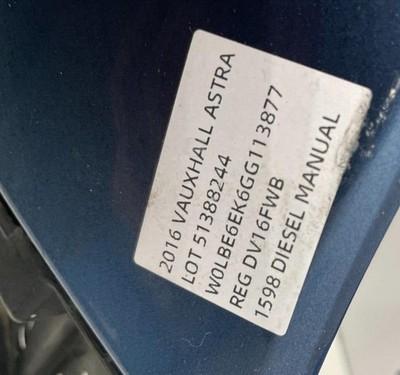 2016 VAUXHALL ASTRA
LOT 51388244
W0LBE6EK6GG113877
REG DV16FWB
1598 DIESEL MANUAL